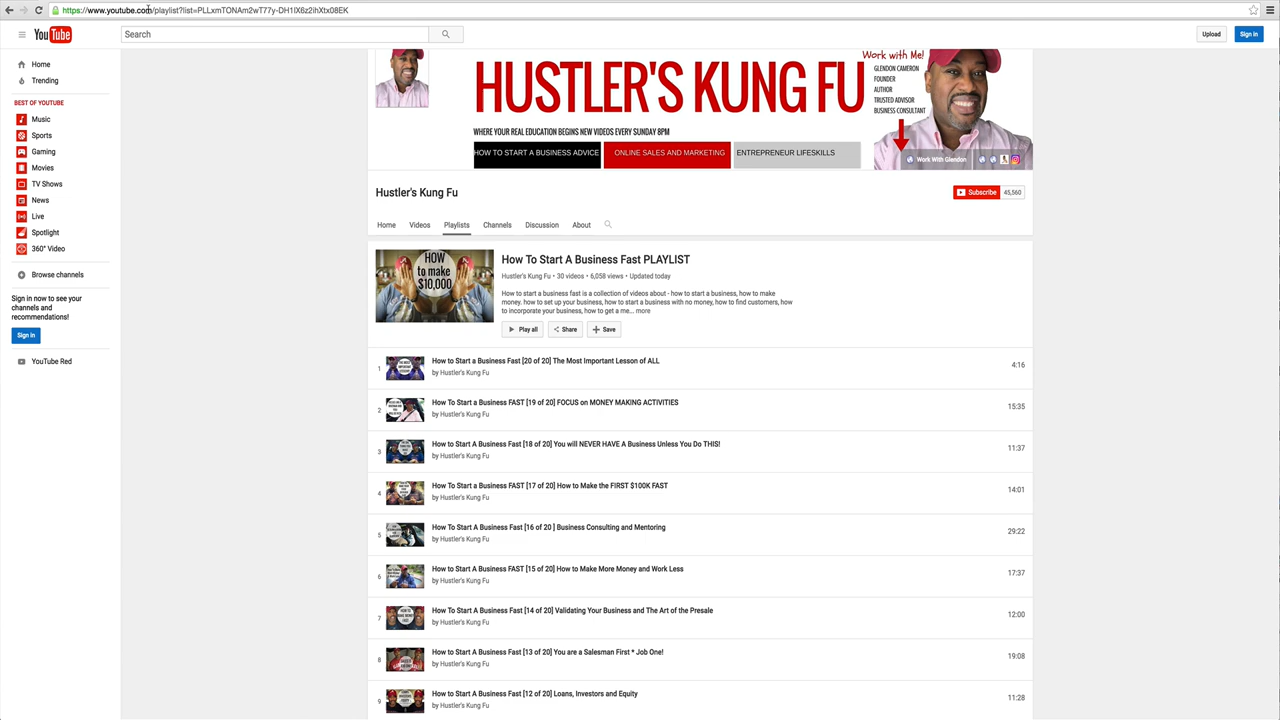 https://www.youtube.com/playlist?list=PLLxmTONAm2wT77y-DH1IX6z2ihXtx08EK
YouTube
Search
Upload
Sign in
Home
Trending
BEST OF YOUTUBE
Music
Sports
Gaming
Movies
TV Shows
News
Live
Spotlight
360° Video
Browse channels
Sign in now to see your
channels and
recommendations!
Sign in
YouTube Red
HUSTLER'S KUNG FU
WHERE YOUR REAL EDUCATION BEGINS NEW VIDEOS EVERY SUNDAY 8PM
HOW TO START A BUSINESS ADVICE
ONLINE SALES AND MARKETING
ENTREPRENEUR LIFESKILLS
Work with Me!
GLENDON CAMERON
FOUNDER
AUTHOR
TRUSTED ADVISOR
BUSINESS CONSULTANT
Work With Glendon
Hustler's Kung Fu
Subscribe 45,560
Home Videos Playlists Channels Discussion About
HOW
to make
$10,000
How To Start A Business Fast PLAYLIST
Hustler's Kung Fu • 30 videos • 6,058 views • Updated today
How to start a business fast is a collection of videos about - how to start a business, how to make
money. how to set up your business, how to start a business with no money, how to find customers, how
to incorporate your business, how to get a me... more
Play all
Share
Save
1 How to Start a Business Fast [20 of 20] The Most Important Lesson of ALL 4:16
by Hustler's Kung Fu
2 How To Start a Business FAST [19 of 20] FOCUS on MONEY MAKING ACTIVITIES 15:35
by Hustler's Kung Fu
3 How to Start A Business Fast [18 of 20] You will NEVER HAVE A Business Unless You Do THIS! 11:37
by Hustler's Kung Fu
4 How To Start a Business FAST [17 of 20] How to Make the FIRST $100K FAST 14:01
by Hustler's Kung Fu
5 How To Start A Business Fast [16 of 20 ] Business Consulting and Mentoring 29:22
by Hustler's Kung Fu
6 How to Start A Business FAST [15 of 20] How to Make More Money and Work Less 17:37
by Hustler's Kung Fu
7 How To Start A Business Fast [14 of 20] Validating Your Business and The Art of the Presale 12:00
by Hustler's Kung Fu
8 How to Start A Business Fast [13 of 20] You are a Salesman First * Job One! 19:08
by Hustler's Kung Fu
9 How to Start A Business Fast [12 of 20] Loans, Investors and Equity 11:28
by Hustler's Kung Fu